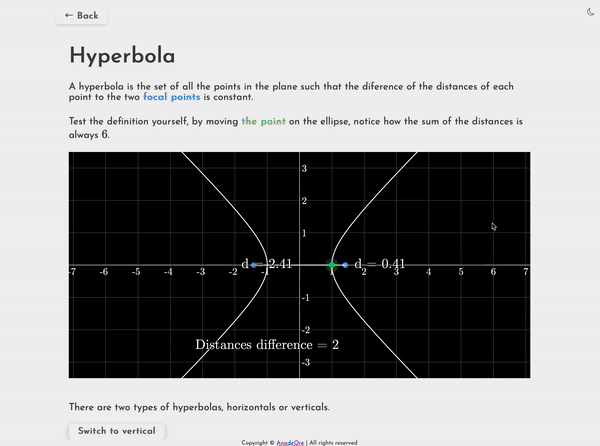 ← Back
Hyperbola
A hyperbola is the set of all the points in the plane such that the diference of the distances of each
point to the two focal points is constant.
Test the definition yourself, by moving the point on the ellipse, notice how the sum of the distances is
always 6.
3
2
1
d = 2.41 d = 0.41
-7 -6 -5 -4 -3 -2 -1 1 2 3 4 5 6 7
-1
-2
Distances difference = 2
-3
There are two types of hyperbolas, horizontals or verticals.
Switch to vertical
Copyright © AnodeOre | All rights reserved